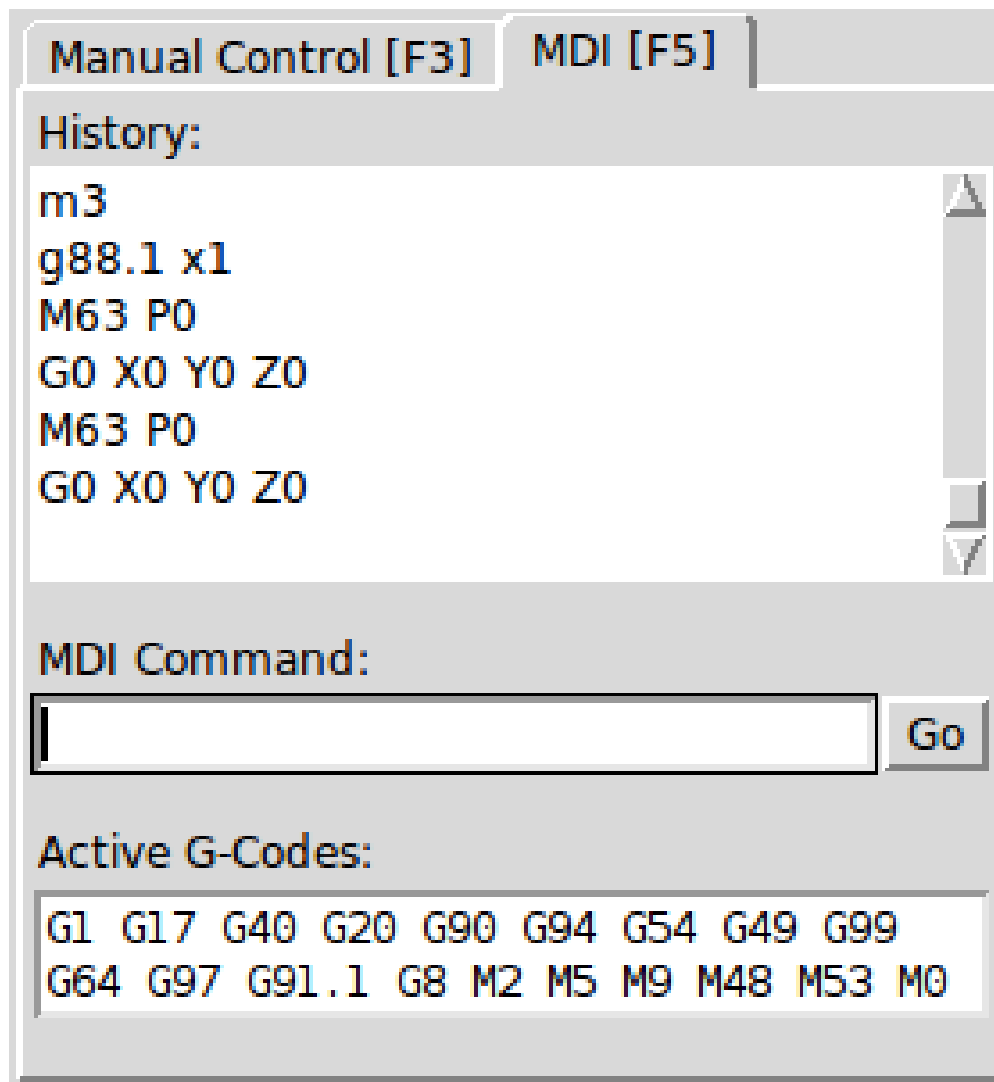 Manual Control [F3] MDI [F5]
History:
m3
g88.1 x1
M63 P0
G0 X0 Y0 Z0
M63 P0
G0 X0 Y0 Z0
MDI Command:
Go
Active G-Codes:
G1 G17 G40 G20 G90 G94 G54 G49 G99
G64 G97 G91.1 G8 M2 M5 M9 M48 M53 M0